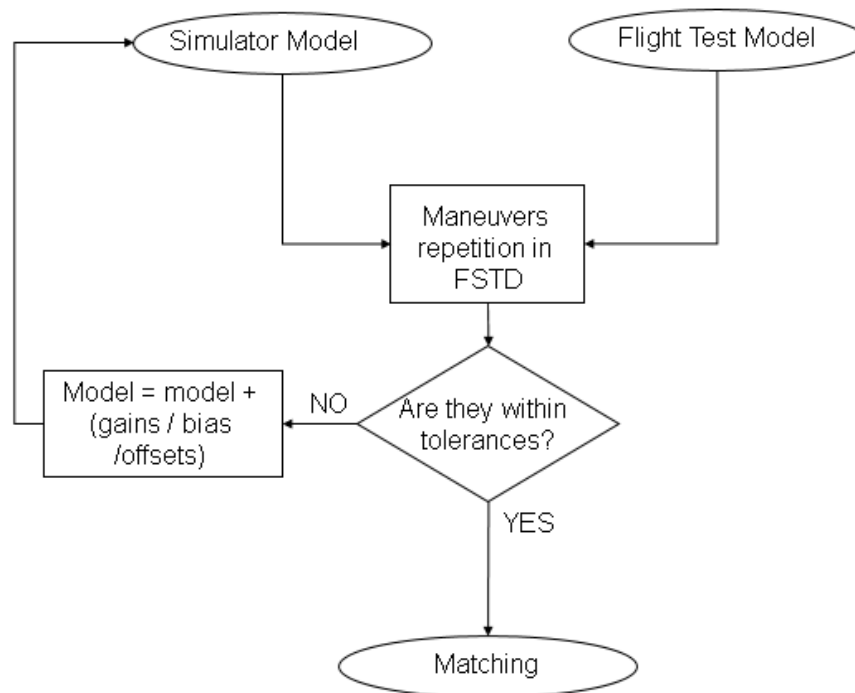 Simulator Model
Flight Test Model
Maneuvers
repetition in
FSTD
Model = model +
(gains / bias
/offsets)
NO
Are they within
tolerances?
YES
Matching